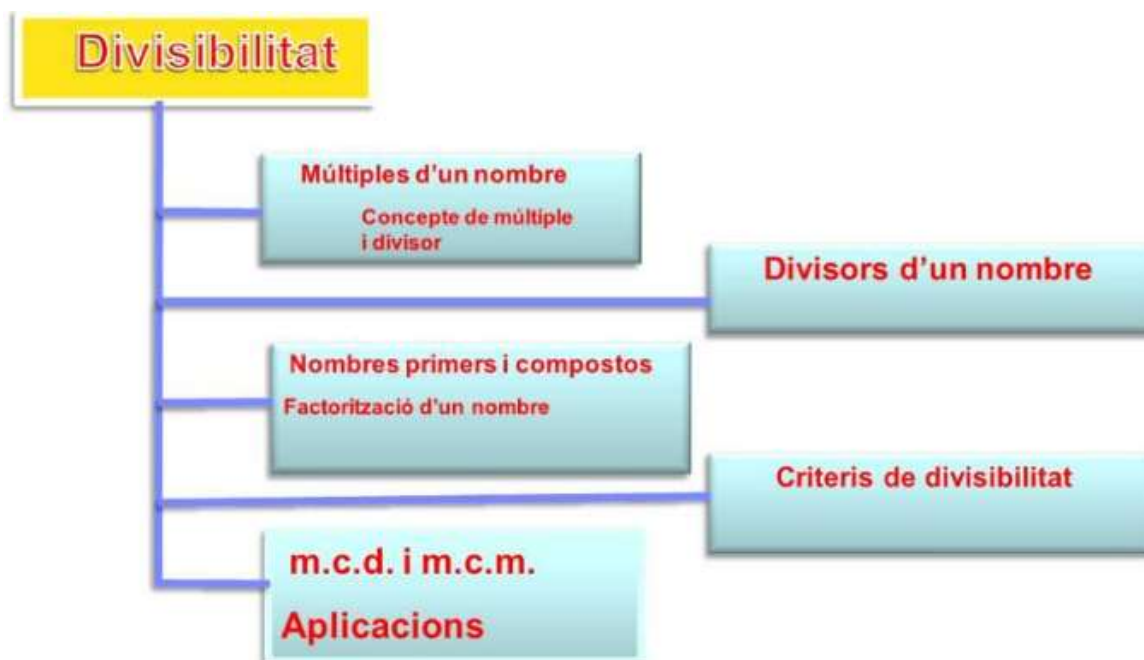 Divisibilitat
Múltiples d'un nombre
Concepte de múltiple
i divisor
Divisors d'un nombre
Nombres primers i compostos
Factorització d'un nombre
Criteris de divisibilitat
m.c.d. i m.c.m.
Aplicacions